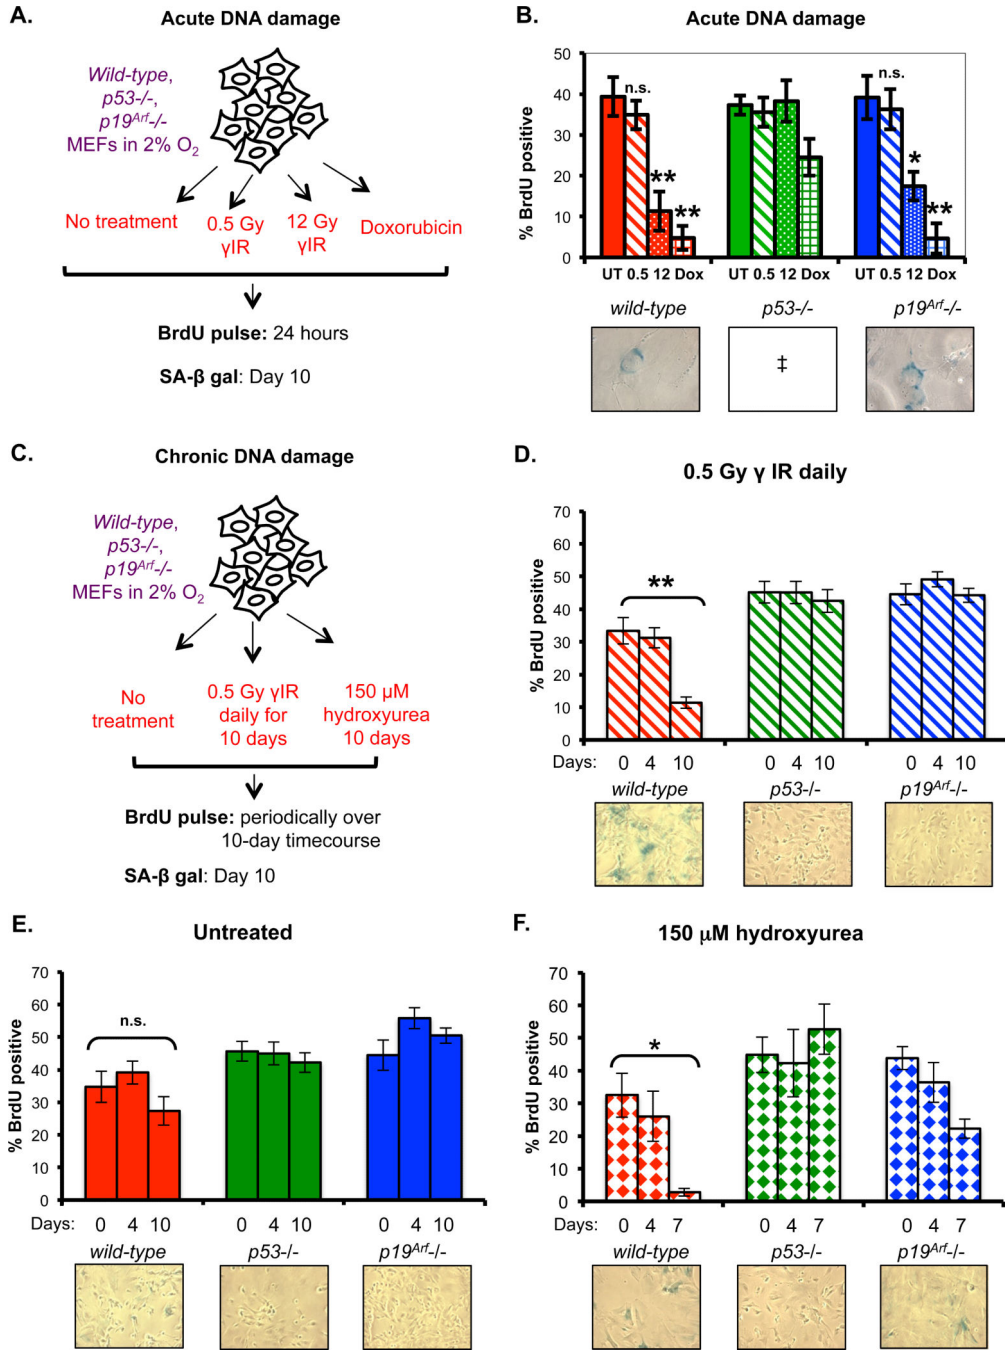 A.
Acute DNA damage
Wild-type,
p53-/-,
p19Arf-/-
MEFs in 2% O2
No treatment
0.5 Gy
γIR
12 Gy
γIR
Doxorubicin
BrdU pulse: 24 hours
SA-β gal: Day 10
B.
Acute DNA damage
% BrdU positive
50
40
30
20
10
0
n.s.
**
**
n.s.
*
**
UT 0.5 12 Dox
UT 0.5 12 Dox
UT 0.5 12 Dox
wild-type
p53-/-
p19Arf-/-
‡
C.
Chronic DNA damage
Wild-type,
p53-/-,
p19Arf-/-
MEFs in 2% O2
No
treatment
0.5 Gy γIR
daily for
10 days
150 µM
hydroxyurea
10 days
BrdU pulse: periodically over
10-day timecourse
SA-β gal: Day 10
D.
0.5 Gy γ IR daily
% BrdU positive
70
60
50
40
30
20
10
0
**
Days: 0 4 10 0 4 10 0 4 10
wild-type
p53-/-
p19Arf-/-
E.
Untreated
% BrdU positive
70
60
50
40
30
20
10
0
n.s.
Days: 0 4 10 0 4 10 0 4 10
wild-type
p53-/-
p19Arf-/-
F.
150 µM hydroxyurea
% BrdU positive
70
60
50
40
30
20
10
0
*
Days: 0 4 7 0 4 7 0 4 7
wild-type
p53-/-
p19Arf-/-